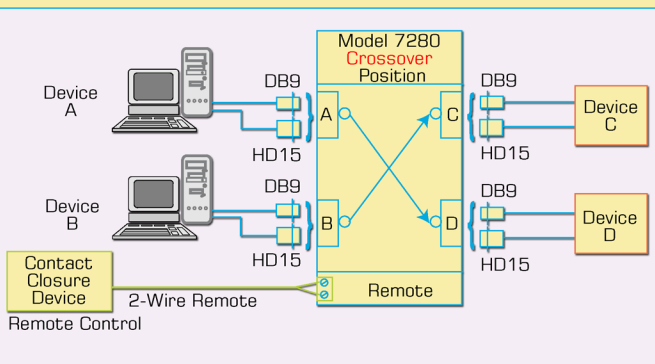 Model 7280
Crossover
Position
Device
A
DB9
HD15
A
C
DB9
HD15
Device
C
Device
B
DB9
HD15
B
D
DB9
HD15
Device
D
Contact
Closure
Device
2-Wire Remote
Remote
Remote Control